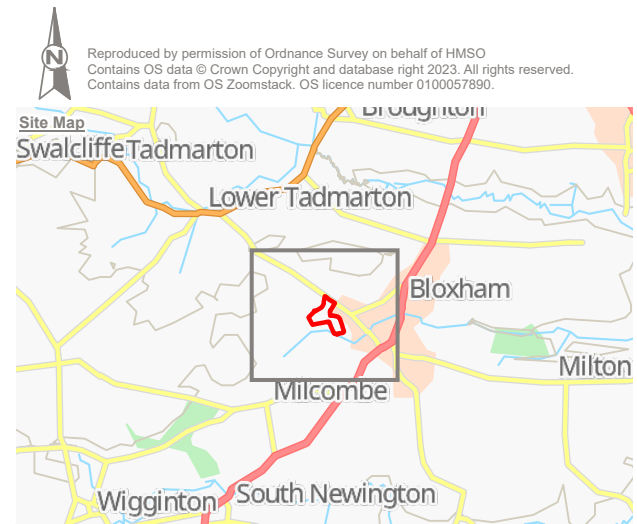 N
Reproduced by permission of Ordnance Survey on behalf of HMSO
Contains OS data © Crown Copyright and database right 2023. All rights reserved.
Contains data from OS Zoomstack. OS licence number 0100057890.
Site Map
Broughton
Swalcliffe Tadmarton
Lower Tadmarton
Bloxham
Milton
Milcombe
Wigginton South Newington